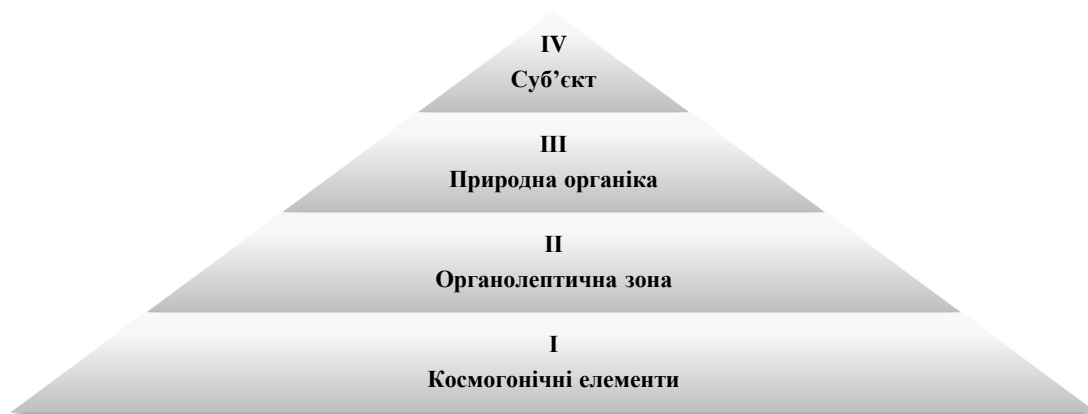 IV
Суб’єкт
III
Природна органіка
II
Органолептична зона
I
Космогонічні елементи